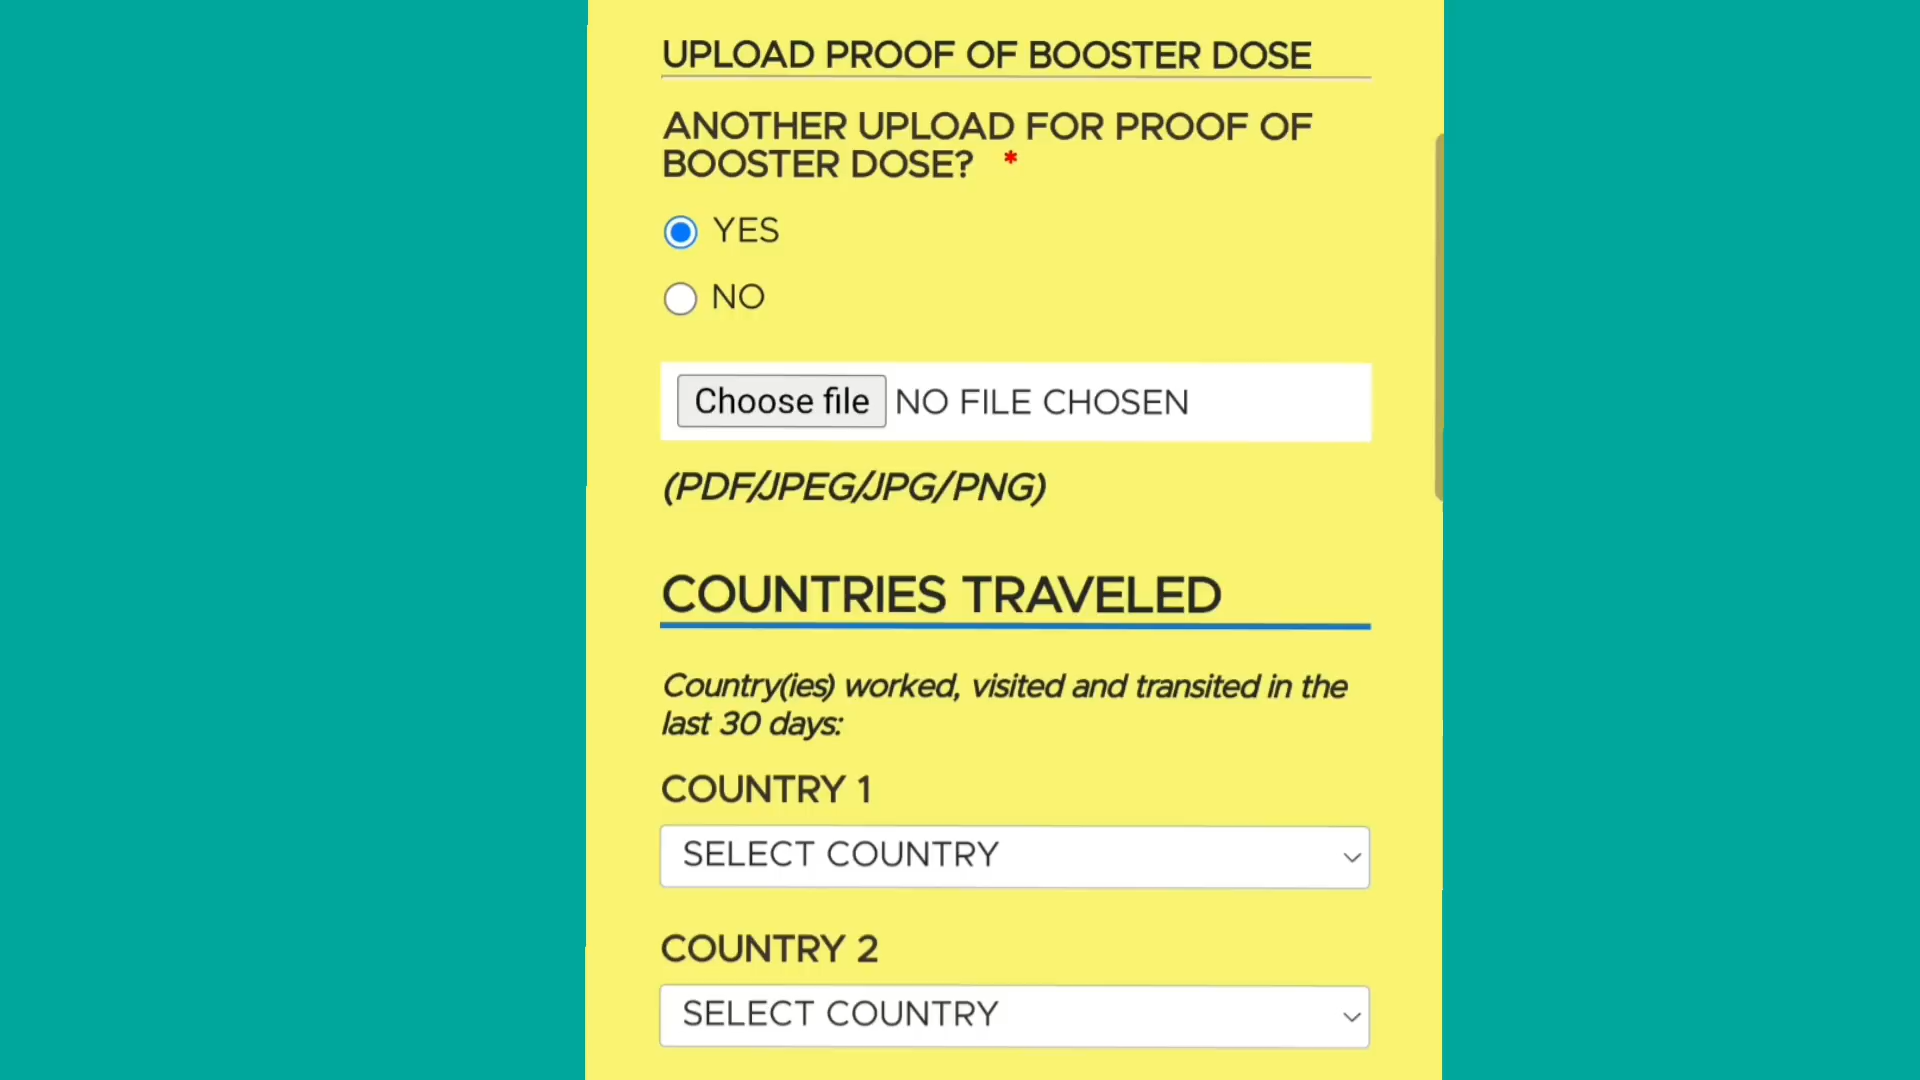 UPLOAD PROOF OF BOOSTER DOSE
ANOTHER UPLOAD FOR PROOF OF
BOOSTER DOSE? *
YES
NO
Choose file NO FILE CHOSEN
(PDF/JPEG/JPG/PNG)
COUNTRIES TRAVELED
Country(ies) worked, visited and transited in the
last 30 days:
COUNTRY 1
SELECT COUNTRY
COUNTRY 2
SELECT COUNTRY